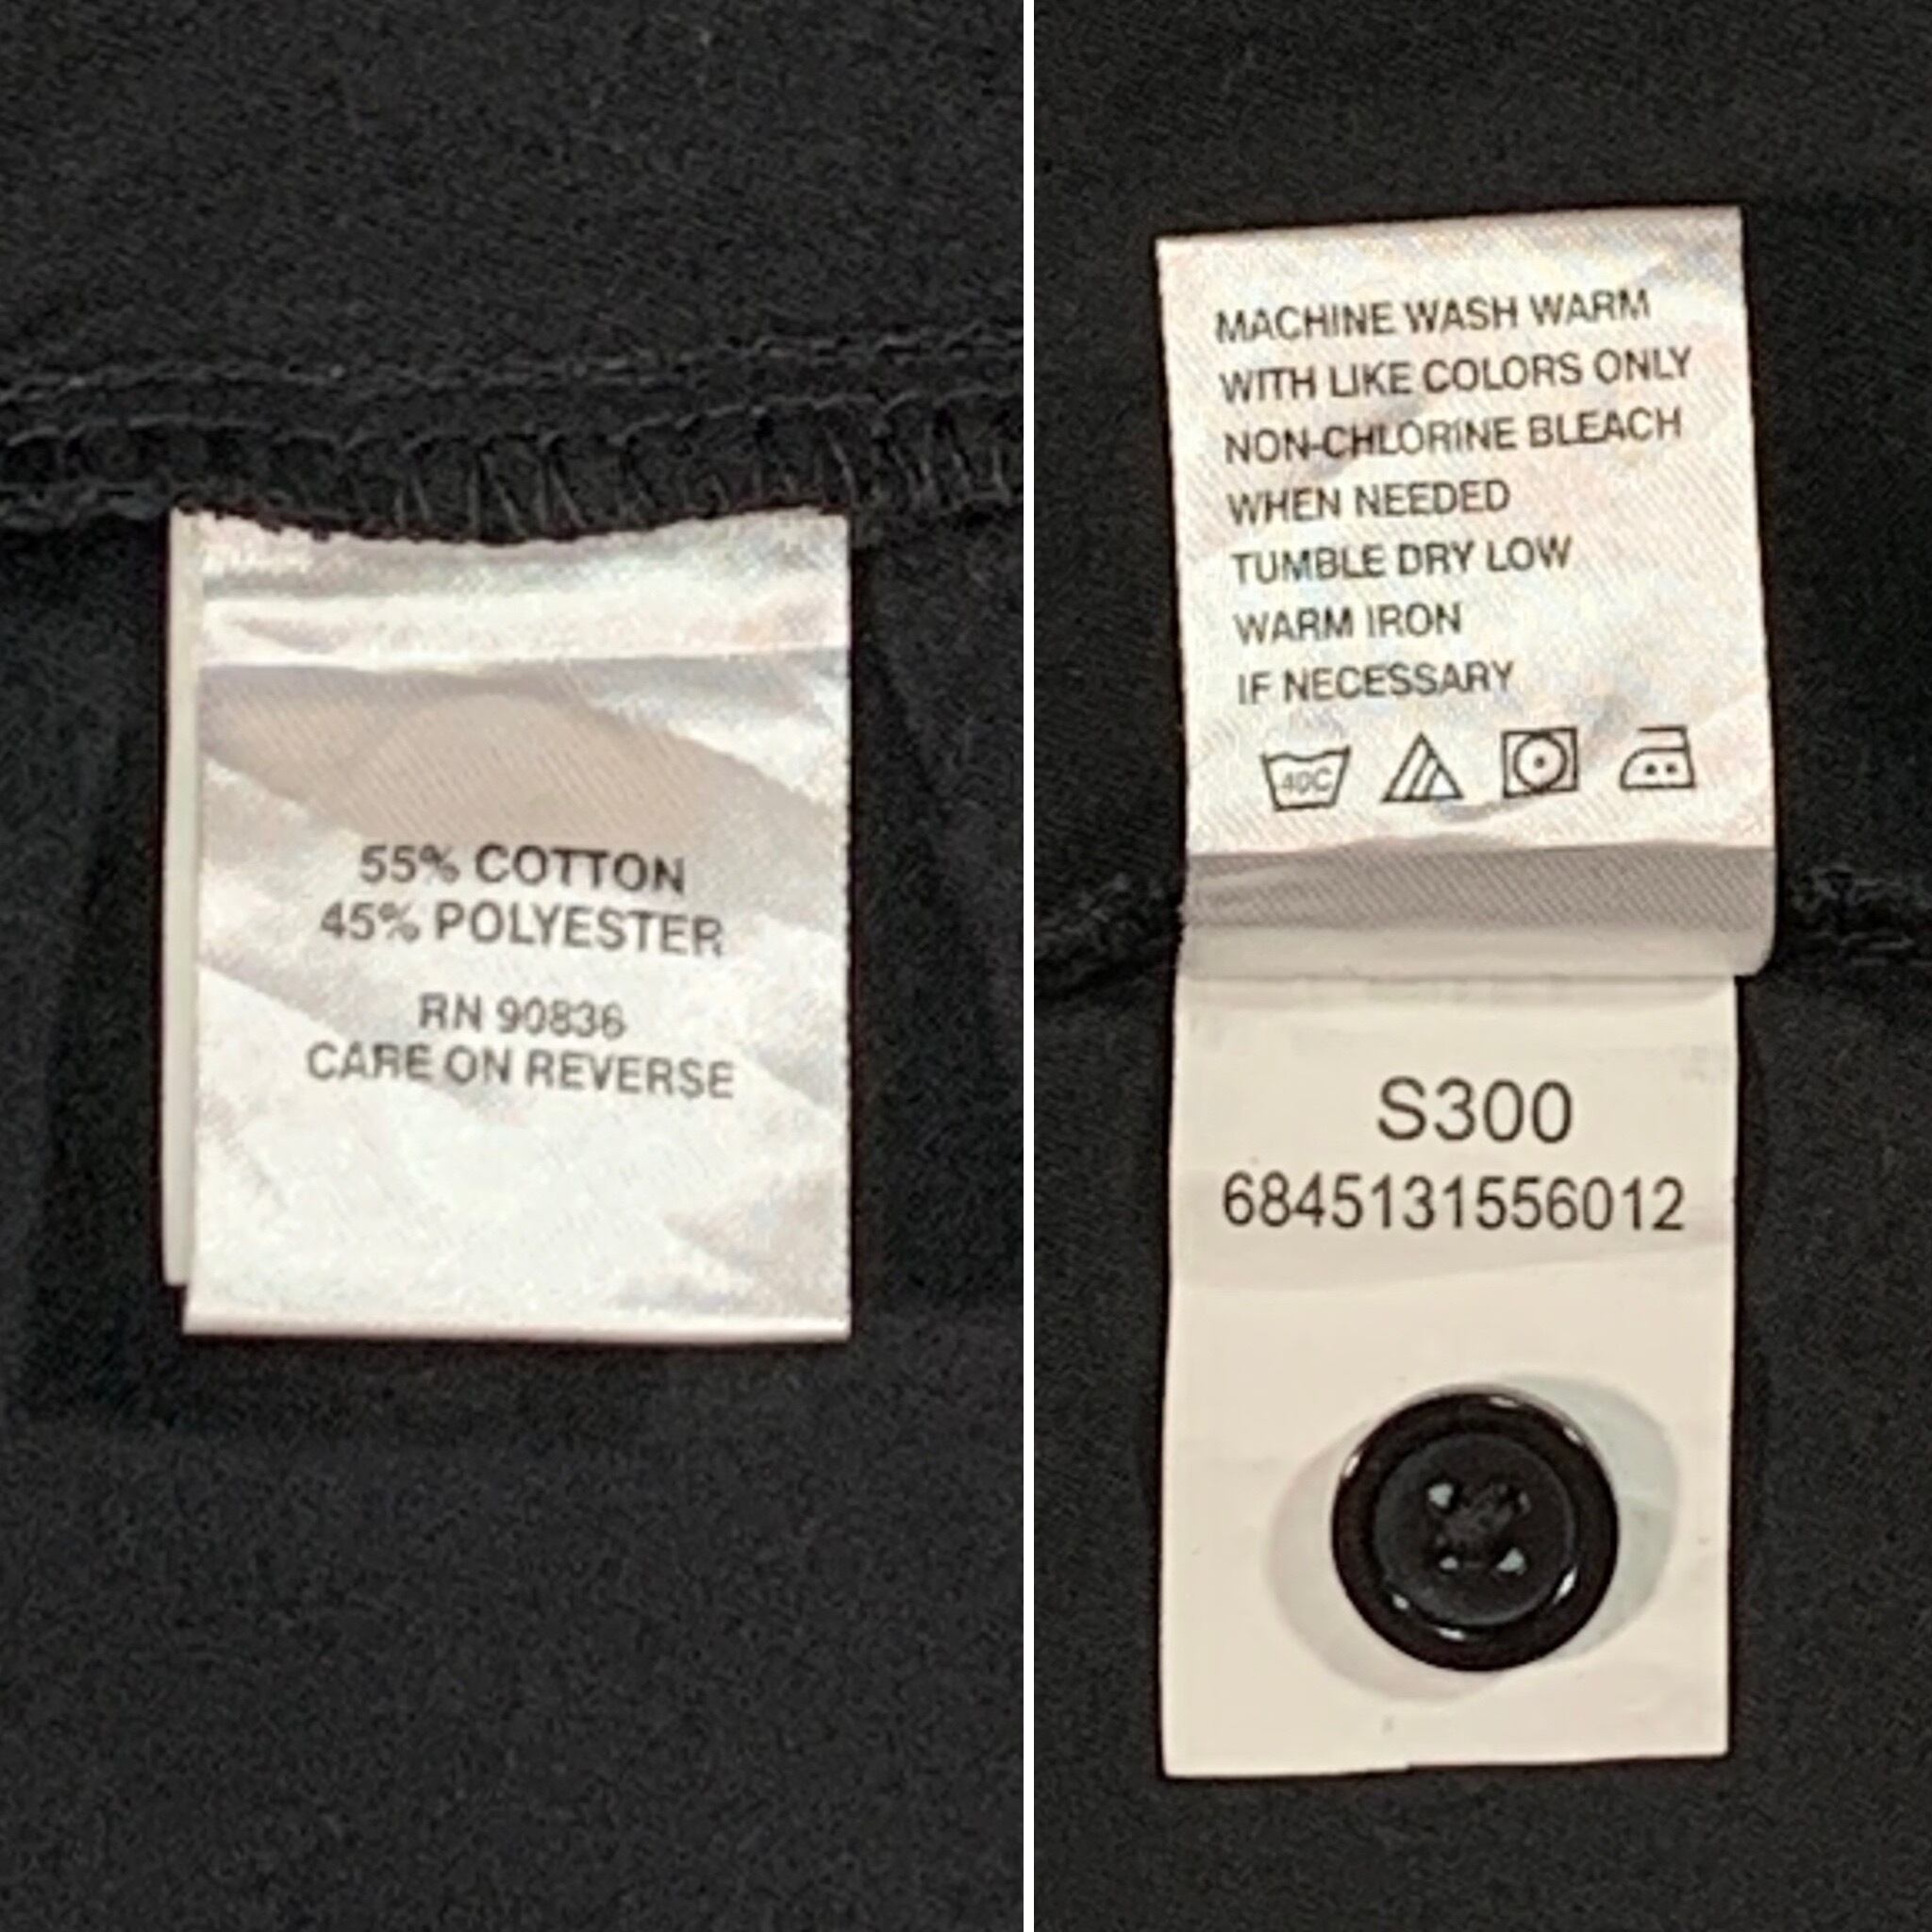 55% COTTON
45% POLYESTER
RN 90836
CARE ON REVERSE
MACHINE WASH WARM
WITH LIKE COLORS ONLY
NON-CHLORINE BLEACH
WHEN NEEDED
TUMBLE DRY LOW
WARM IRON
IF NECESSARY
40C
S300
6845131556012